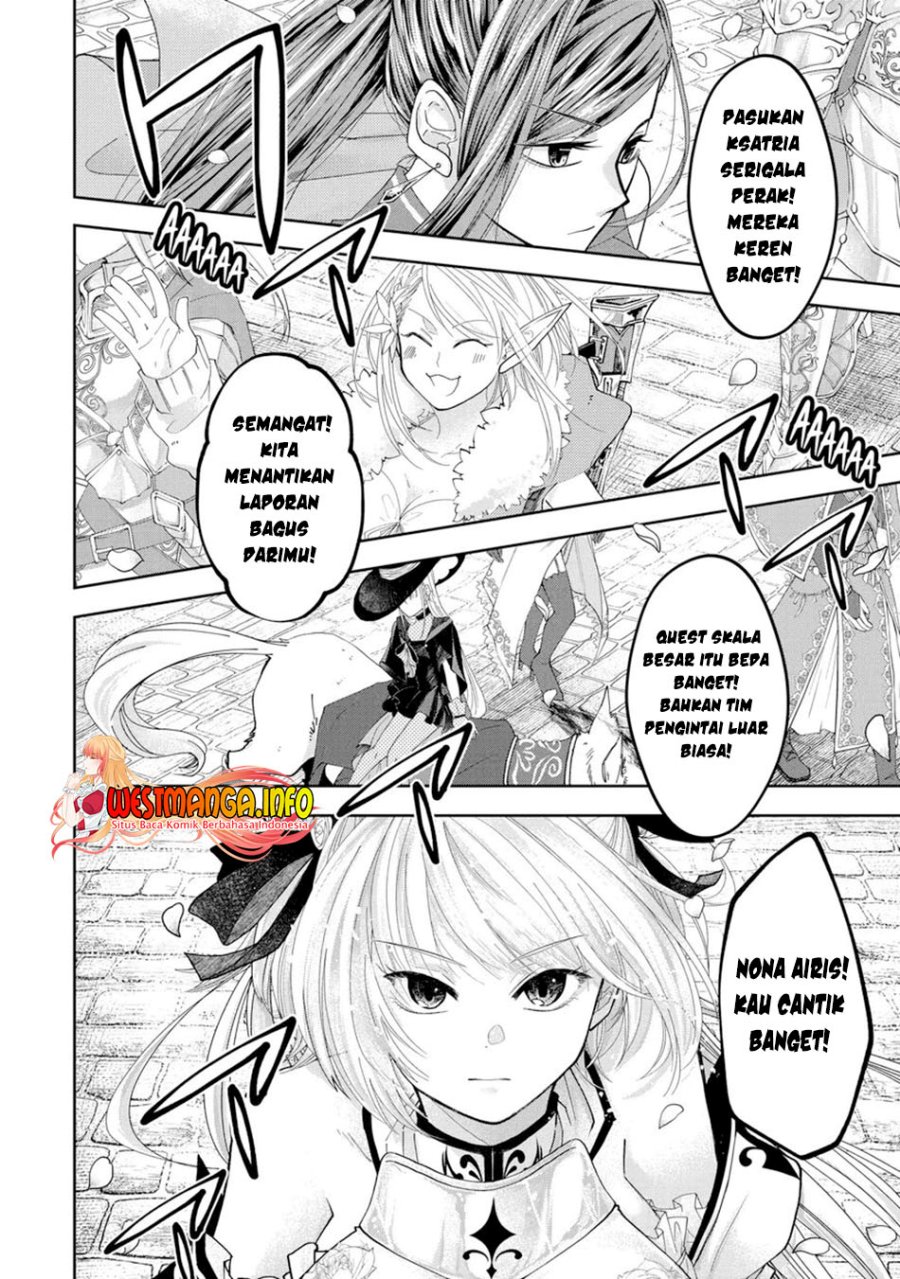 PASUKAN
KSATRIA
SERIGALA
PERAK!
MEREKA
KEREN
BANGET!
AAAAAA
AAAAAA
SEMANGAT!
KITA
MENANTIKAN
LAPORAN
BAGUS
DARIMU!
QUEST SKALA
BESAR ITU BEDA
BANGET!
BAHKAN TIM
PENGINTAI LUAR
BIASA!
WESTMANGA.INFO
Situs Baca Komik Berbahasa Indonesia
NONA AIRIS!
KAU CANTIK
BANGET!